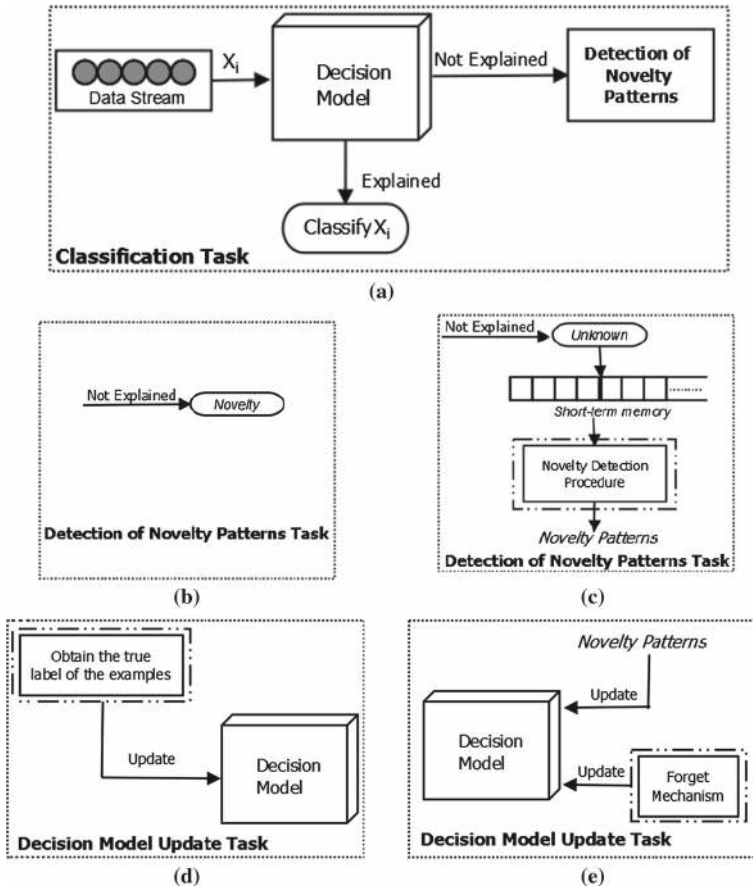 Data Stream
Xi
Decision
Model
Not Explained
Detection of
Novelty
Patterns
Explained
Classify Xi
Classification Task
(a)
Not Explained
Novelty
Detection of Novelty Patterns Task
(b)
Not Explained
Unknown
Short-term memory
Novelty Detection
Procedure
Novelty Patterns
Detection of Novelty Patterns Task
(c)
Obtain the true
label of the examples
Update
Decision
Model
Decision Model Update Task
(d)
Novelty Patterns
Update
Decision
Model
Update
Forget
Mechanism
Decision Model Update Task
(e)